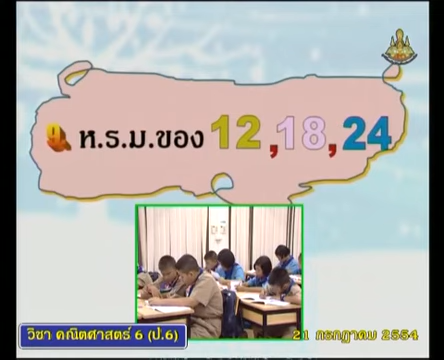 9. ห.ร.ม.ของ 12,18,24
วิชา คณิตศาสตร์ 6 (ป.6)
21 กรกฎาคม 2554